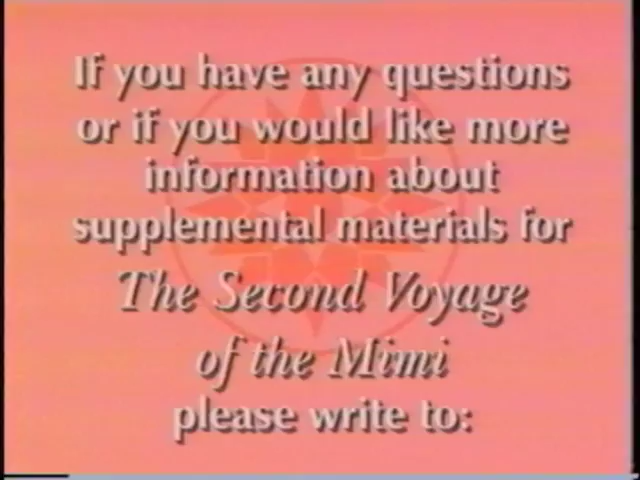 If you have any questions
or if you would like more
information about
supplemental materials for
The Second Voyage
of the Mimi
please write to: